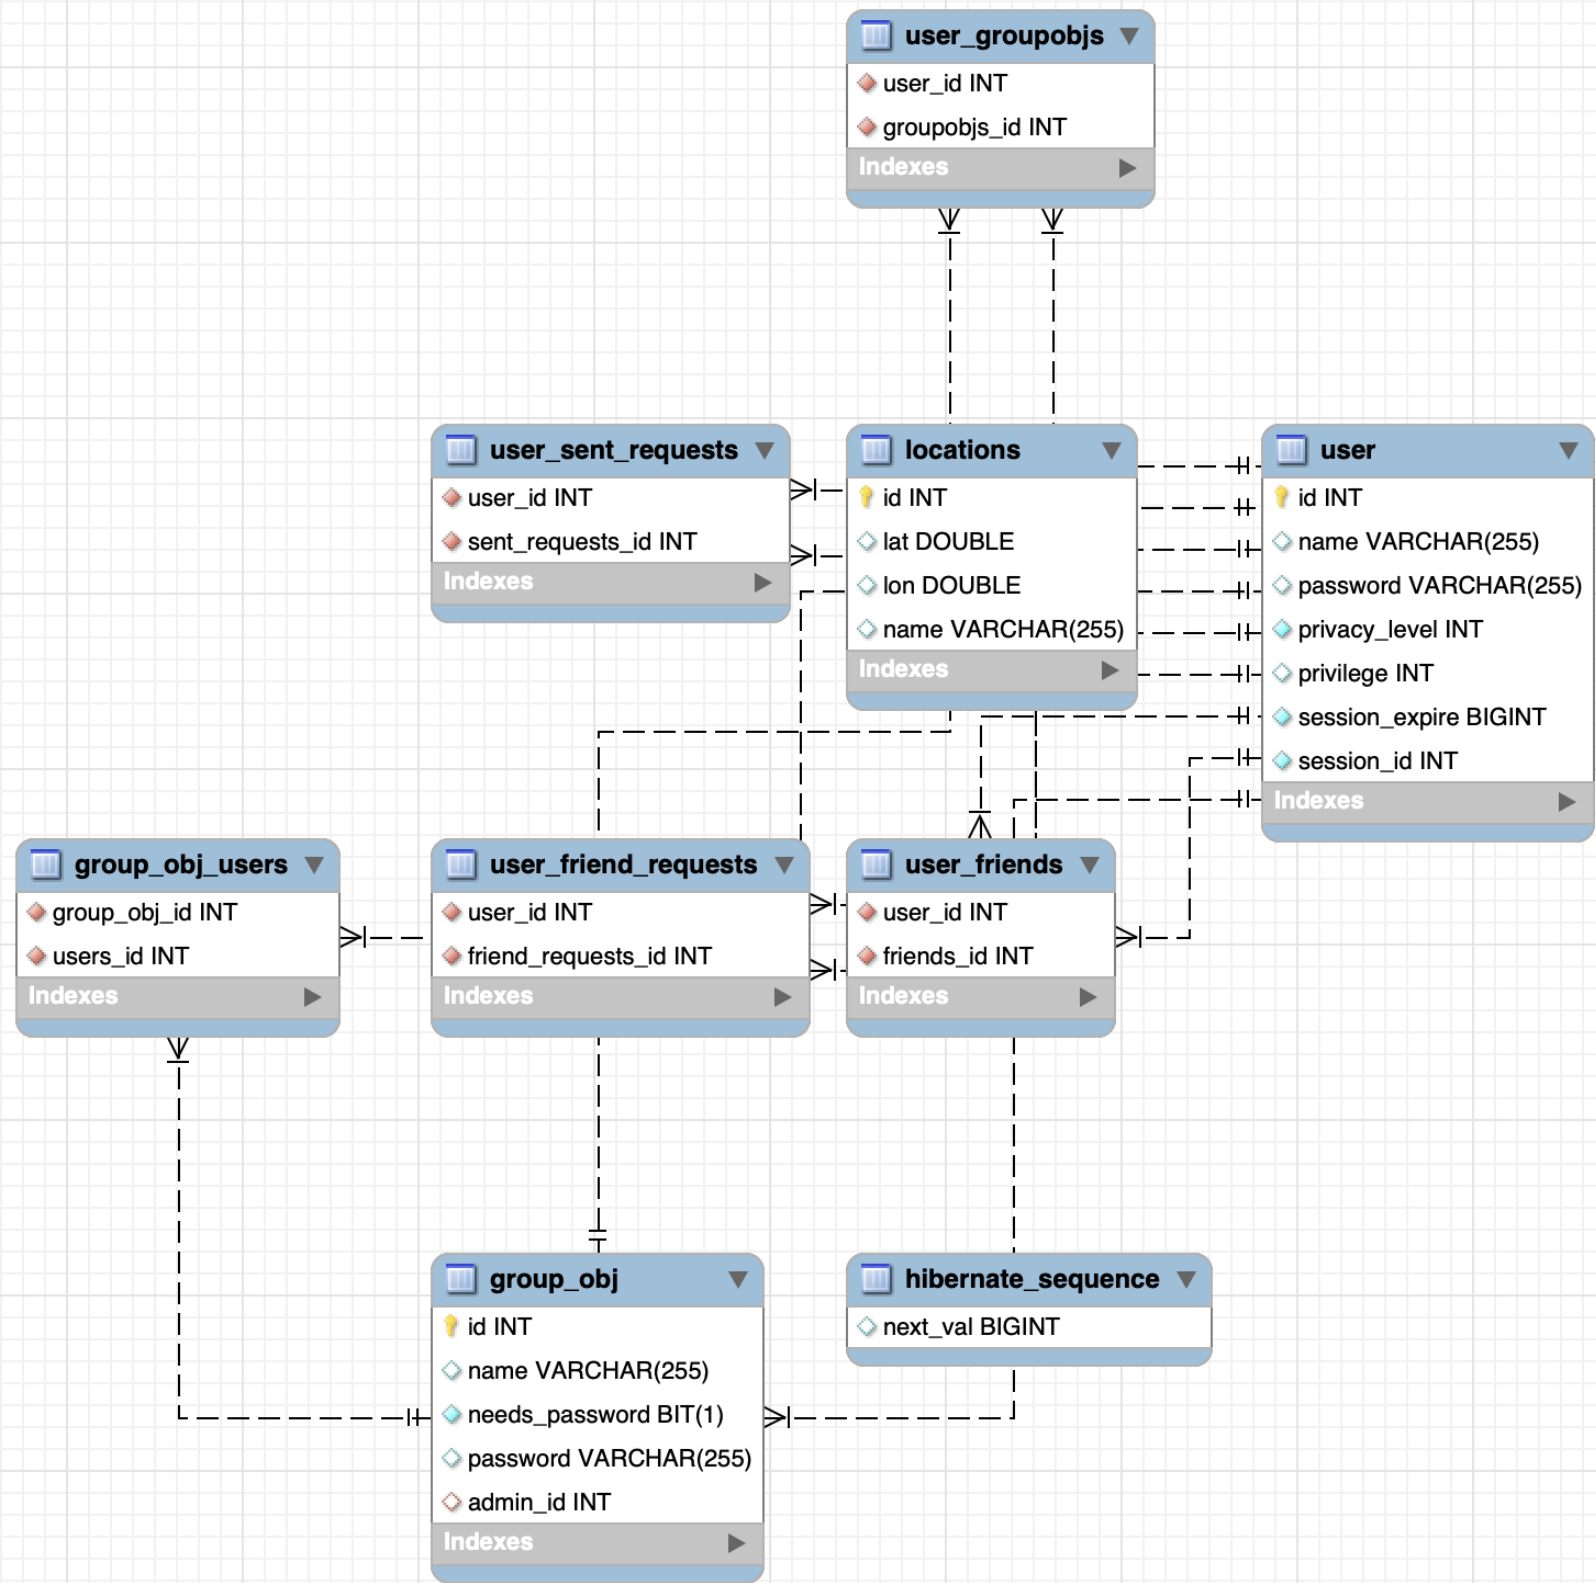 user_groupobjs
user_id INT
groupobjs_id INT
Indexes
user_sent_requests
user_id INT
sent_requests_id INT
Indexes
locations
id INT
lat DOUBLE
lon DOUBLE
name VARCHAR(255)
Indexes
user
id INT
name VARCHAR(255)
password VARCHAR(255)
privacy_level INT
privilege INT
session_expire BIGINT
session_id INT
Indexes
group_obj_users
group_obj_id INT
users_id INT
Indexes
user_friend_requests
user_id INT
friend_requests_id INT
Indexes
user_friends
user_id INT
friends_id INT
Indexes
group_obj
id INT
name VARCHAR(255)
needs_password BIT(1)
password VARCHAR(255)
admin_id INT
Indexes
hibernate_sequence
next_val BIGINT